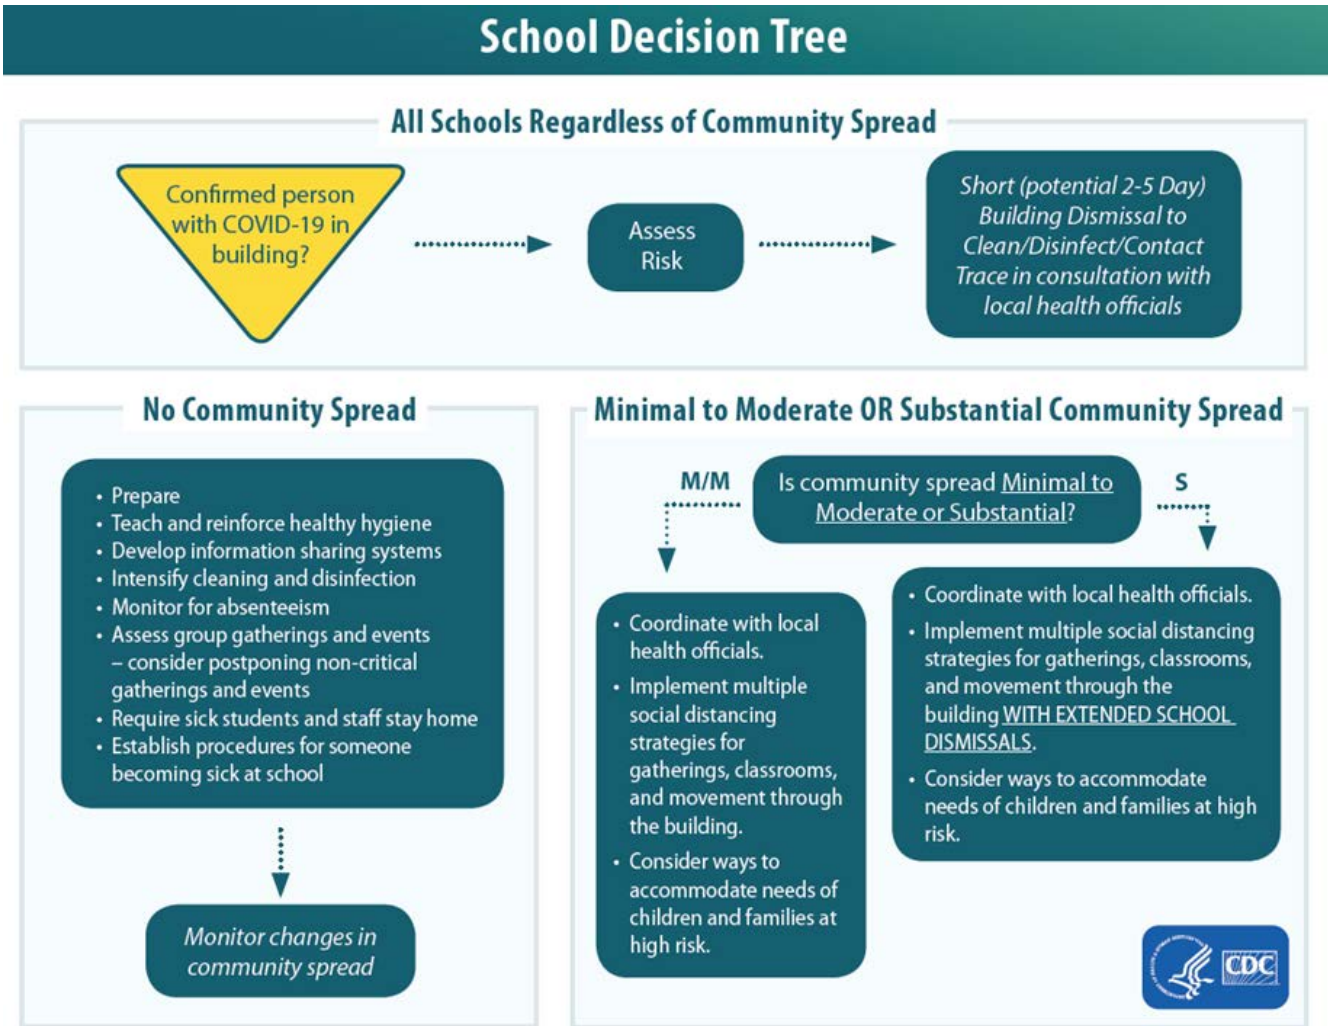 School Decision Tree
All Schools Regardless of Community Spread
Confirmed person
with COVID-19 in
building?
Assess
Risk
Short (potential 2-5 Day)
Building Dismissal to
Clean/Disinfect/Contact
Trace in consultation with
local health officials
No Community Spread
• Prepare
• Teach and reinforce healthy hygiene
• Develop information sharing systems
• Intensify cleaning and disinfection
• Monitor for absenteeism
• Assess group gatherings and events
– consider postponing non-critical
gatherings and events
• Require sick students and staff stay home
• Establish procedures for someone
becoming sick at school
Monitor changes in
community spread
Minimal to Moderate OR Substantial Community Spread
M/M
Is community spread Minimal to
Moderate or Substantial?
S
• Coordinate with local
health officials.
• Implement multiple
social distancing
strategies for
gatherings, classrooms,
and movement through
the building.
• Consider ways to
accommodate needs of
children and families at
high risk.
• Coordinate with local health officials.
• Implement multiple social distancing
strategies for gatherings, classrooms,
and movement through the
building WITH EXTENDED SCHOOL
DISMISSALS.
• Consider ways to accommodate
needs of children and families at high
risk.
CDC